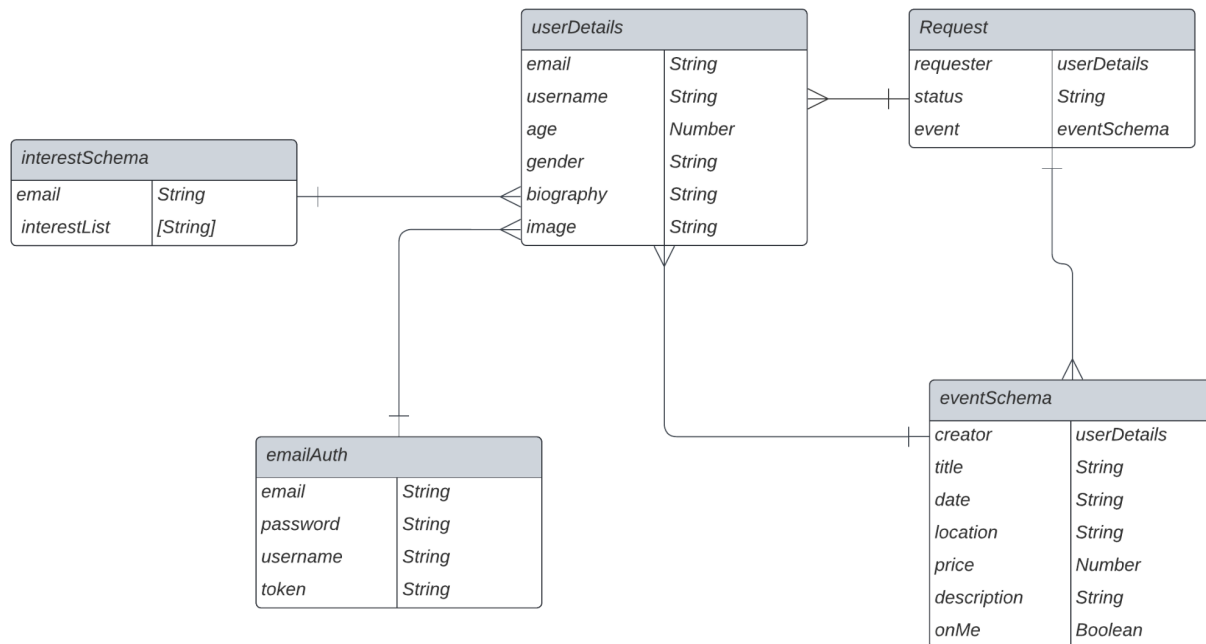 userDetails
email String
username String
age Number
gender String
biography String
image String
Request
requester userDetails
status String
event eventSchema
interestSchema
email String
interestList [String]
emailAuth
email String
password String
username String
token String
eventSchema
creator userDetails
title String
date String
location String
price Number
description String
onMe Boolean